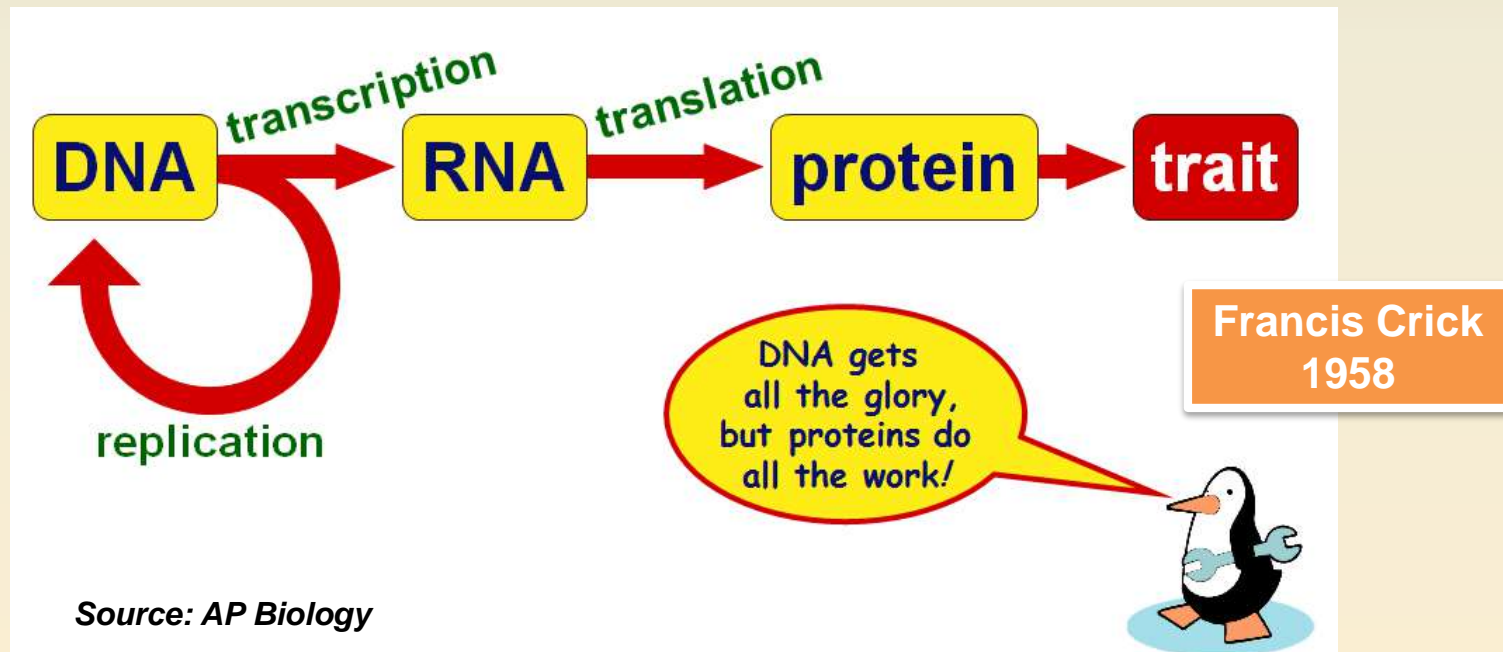 transcription
translation
DNA
RNA
protein
trait
replication
DNA gets
all the glory,
but proteins do
all the work!
Francis Crick
1958
Source: AP Biology